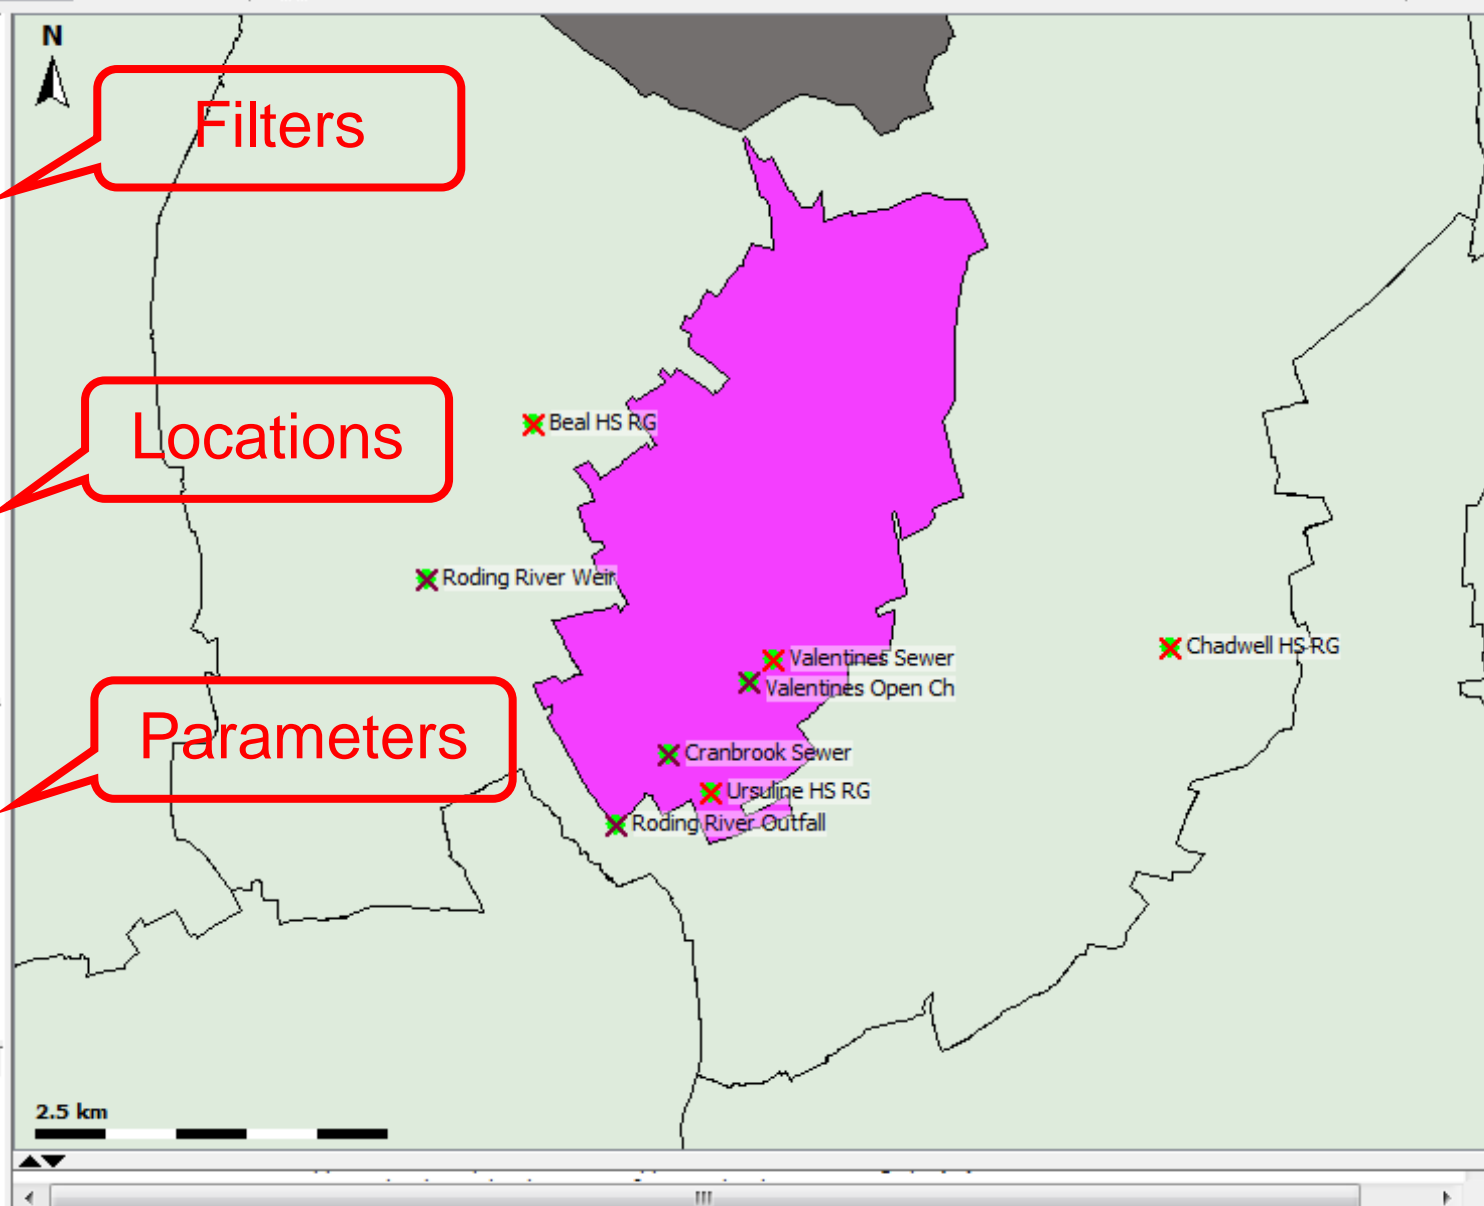 N
Filters
Locations
Beal HS RG
Roding River Weir
Chadwell HS RG
Valentines Sewer
Valentines Open Ch
Parameters
Cranbrook Sewer
Ursuline HS RG
Roding River Outfall
2.5 km